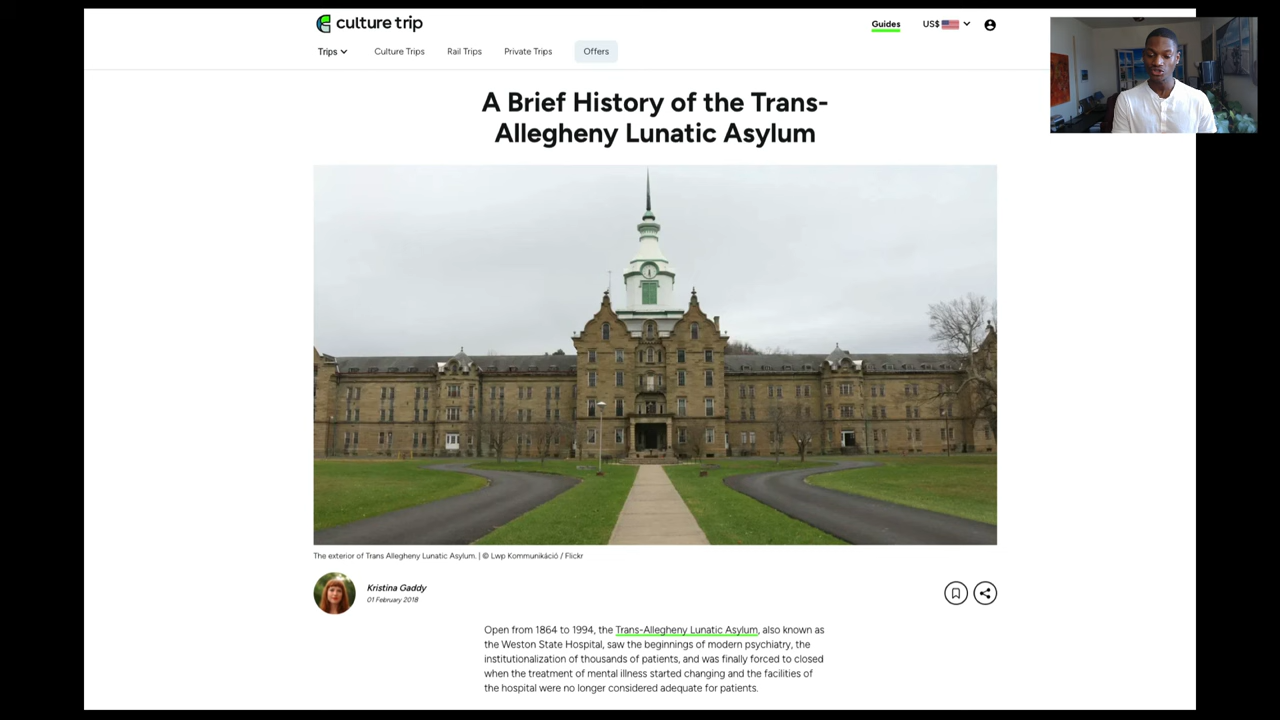 culture trip
Guides
US$
Trips
Culture Trips
Rail Trips
Private Trips
Offers
A Brief History of the Trans-
Allegheny Lunatic Asylum
The exterior of Trans Allegheny Lunatic Asylum. | © Lwp Kommunikáció / Flickr
Kristina Gaddy
01 February 2018
Open from 1864 to 1994, the Trans-Allegheny Lunatic Asylum, also known as
the Weston State Hospital, saw the beginnings of modern psychiatry, the
institutionalization of thousands of patients, and was finally forced to closed
when the treatment of mental illness started changing and the facilities of
the hospital were no longer considered adequate for patients.